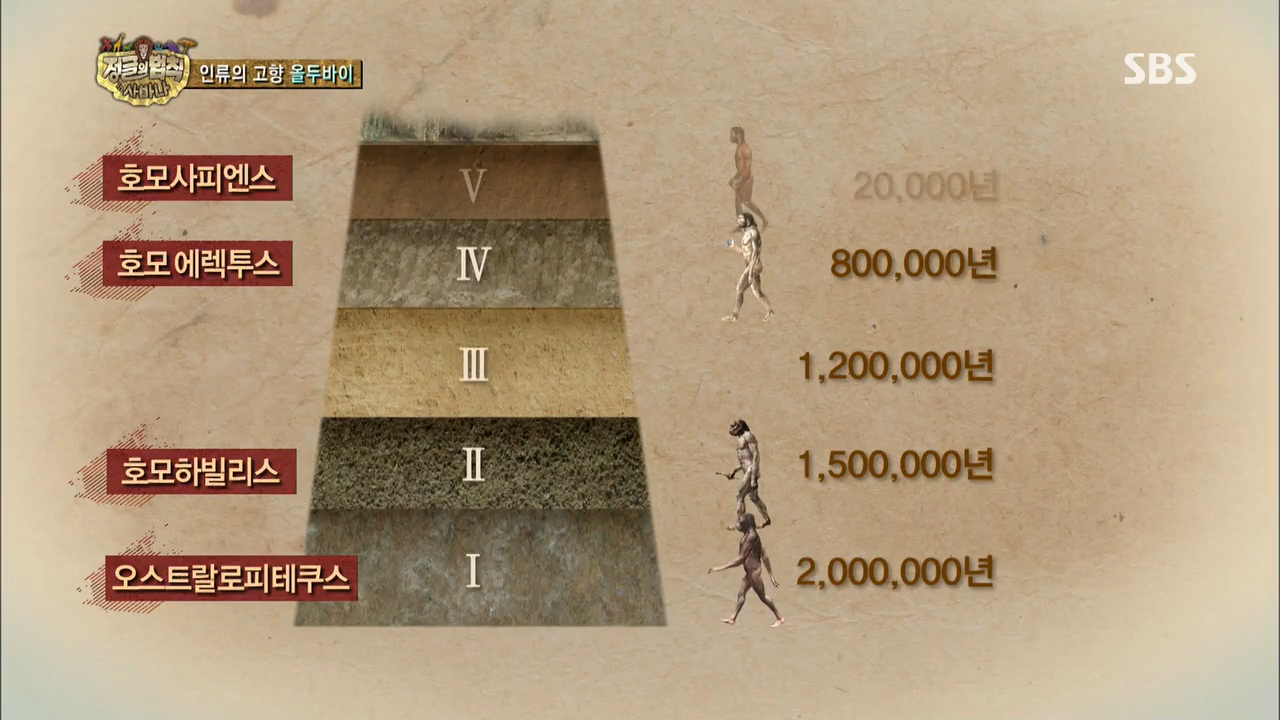 정글의 법칙
사바나
인류의 고향 올두바이
SBS
호모사피엔스
Ⅴ
20,000년
호모 에렉투스
Ⅳ
800,000년
Ⅲ
1,200,000년
호모하빌리스
Ⅱ
1,500,000년
오스트랄로피테쿠스
Ⅰ
2,000,000년